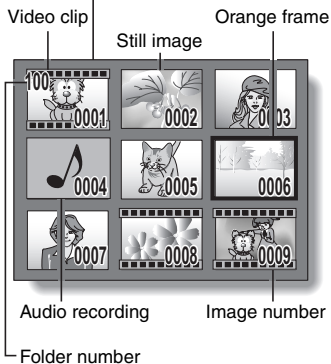 Video clip
Orange frame
Still image
100
0001
0002
0003
0004
0005
0006
0007
0008
0009
Audio recording
Image number
Folder number